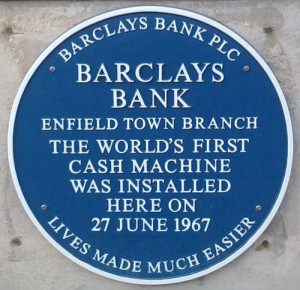 BARCLAYS BANK PLC
BARCLAYS
BANK
ENFIELD TOWN BRANCH
THE WORLD'S FIRST
CASH MACHINE
WAS INSTALLED
HERE ON
27 JUNE 1967
LIVES MADE MUCH EASIER